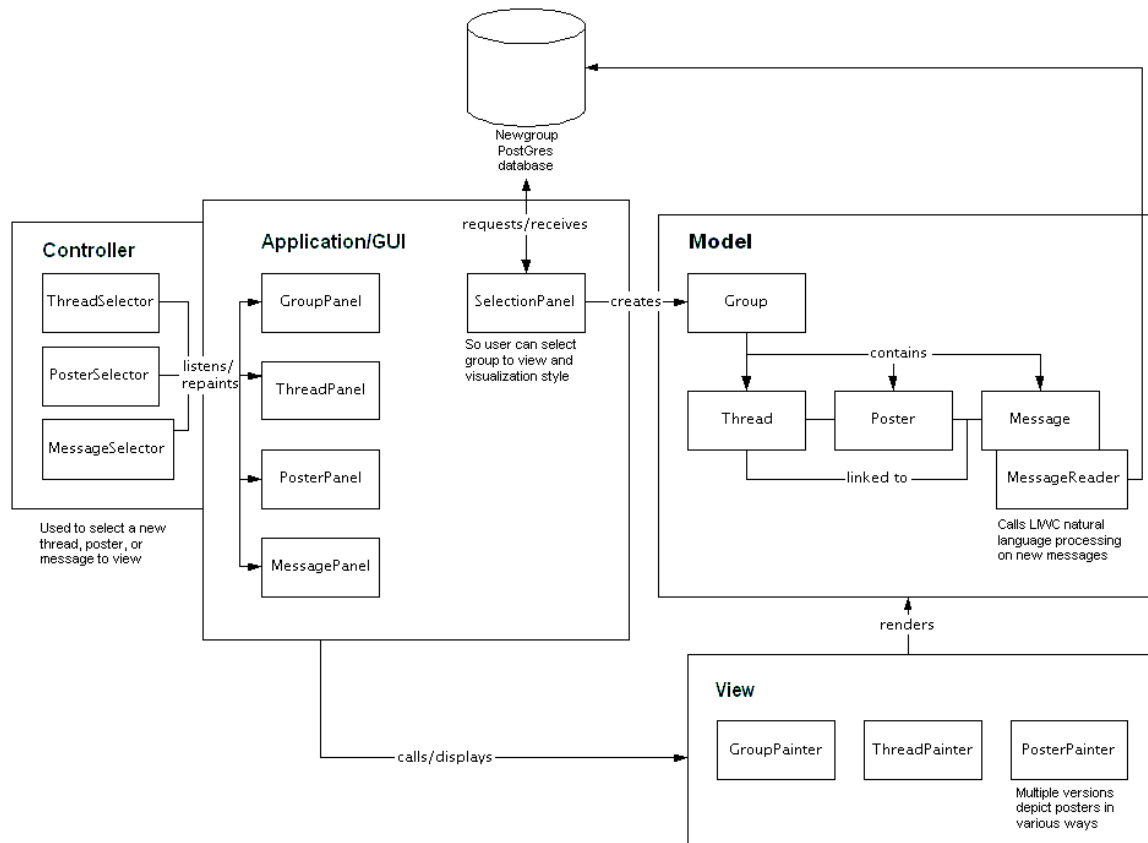 Newgroup
PostGres
database
requests/receives
Controller
ThreadSelector
PosterSelector
MessageSelector
Used to select a new
thread, poster, or
message to view
listens/
repaints
Application/GUI
GroupPanel
ThreadPanel
PosterPanel
MessagePanel
SelectionPanel
So user can select
group to view and
visualization style
creates
Model
Group
contains
Thread
Poster
Message
linked to
MessageReader
Calls LIWC natural
language processing
on new messages
renders
calls/displays
View
GroupPainter
ThreadPainter
PosterPainter
Multiple versions
depict posters in
various ways